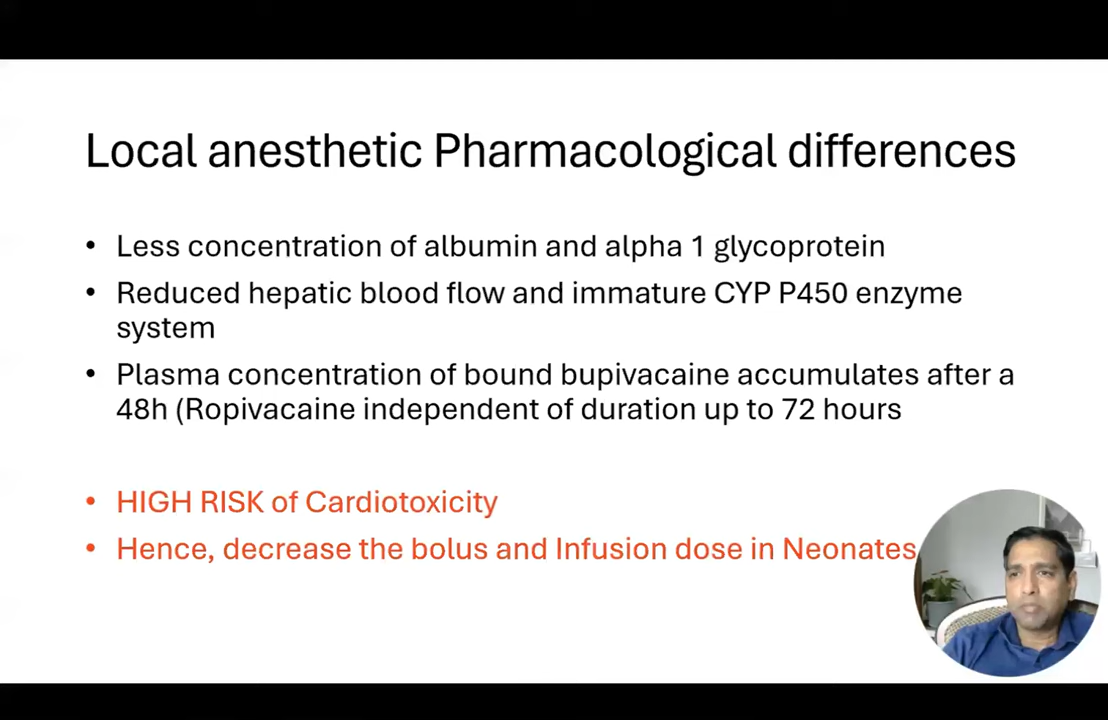 Local anesthetic Pharmacological differences
• Less concentration of albumin and alpha 1 glycoprotein
• Reduced hepatic blood flow and immature CYP P450 enzyme
system
• Plasma concentration of bound bupivacaine accumulates after a
48h (Ropivacaine independent of duration up to 72 hours
• HIGH RISK of Cardiotoxicity
• Hence, decrease the bolus and Infusion dose in Neonates